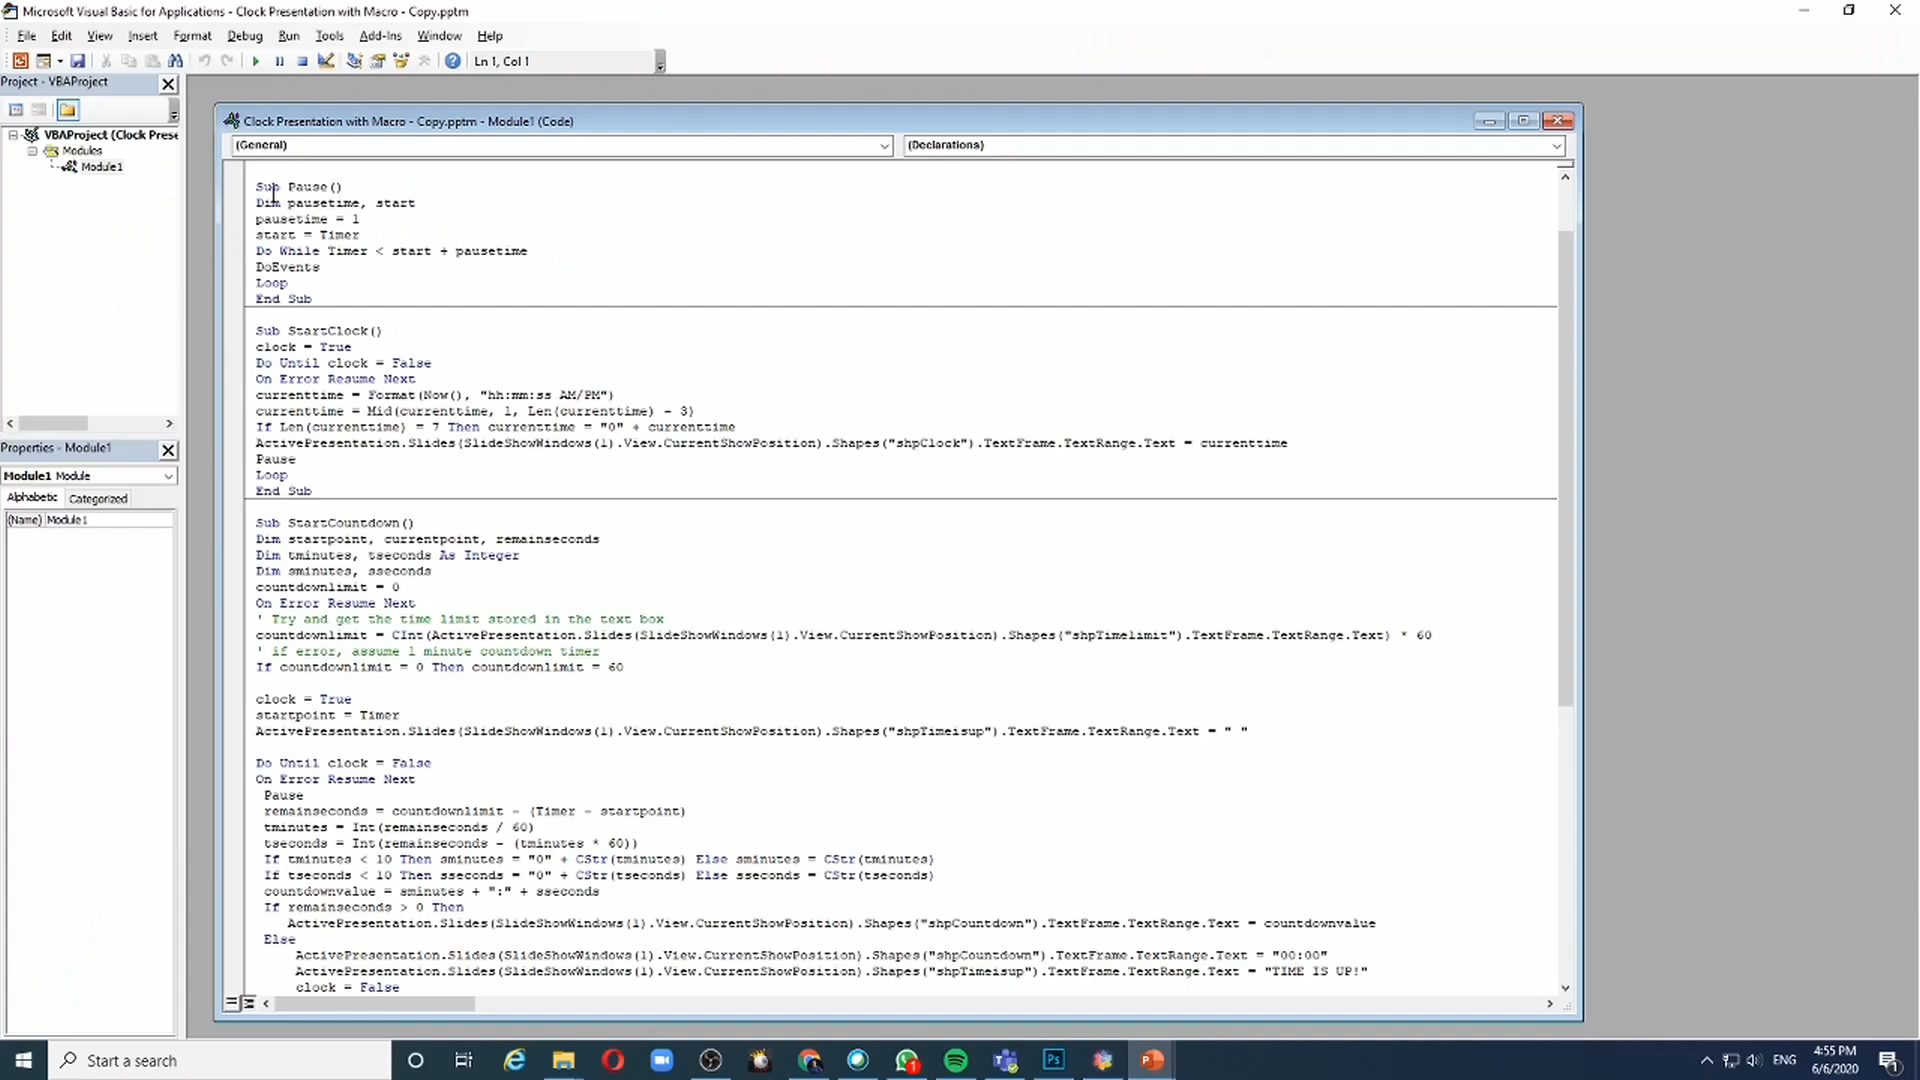 Microsoft Visual Basic for Applications - Clock Presentation with Macro - Copy.pptm
File Edit View Insert Format Debug Run Tools Add-Ins Window Help
Ln 1, Col 1
Project - VBAProject
VBAProject (Clock Prese
Modules
Module1
Properties - Module1
Module1 Module
Alphabetic Categorized
(Name) Module1
Clock Presentation with Macro - Copy.pptm - Module1 (Code)
(General) (Declarations)
Sub Pause()
Dim pausetime, start
pausetime = 1
start = Timer
Do While Timer < start + pausetime
DoEvents
Loop
End Sub
Sub StartClock()
clock = True
Do Until clock = False
On Error Resume Next
currenttime = Format(Now(), "hh:mm:ss AM/PM")
currenttime = Mid(currenttime, 1, Len(currenttime) - 3)
If Len(currenttime) = 7 Then currenttime = "0" + currenttime
ActivePresentation.Slides(SlideShowWindows(1).View.CurrentShowPosition).Shapes("shpClock").TextFrame.TextRange.Text = currenttime
Pause
Loop
End Sub
Sub StartCountdown()
Dim startpoint, currentpoint, remainseconds
Dim tminutes, tseconds As Integer
Dim sminutes, sseconds
countdownlimit = 0
On Error Resume Next
' Try and get the time limit stored in the text box
countdownlimit = CInt(ActivePresentation.Slides(SlideShowWindows(1).View.CurrentShowPosition).Shapes("shpTimelimit").TextFrame.TextRange.Text) * 60
' if error, assume 1 minute countdown timer
If countdownlimit = 0 Then countdownlimit = 60
clock = True
startpoint = Timer
ActivePresentation.Slides(SlideShowWindows(1).View.CurrentShowPosition).Shapes("shpTimeisup").TextFrame.TextRange.Text = " "
Do Until clock = False
On Error Resume Next
Pause
remainseconds = countdownlimit - (Timer - startpoint)
tminutes = Int(remainseconds / 60)
tseconds = Int(remainseconds - (tminutes * 60))
If tminutes < 10 Then sminutes = "0" + CStr(tminutes) Else sminutes = CStr(tminutes)
If tseconds < 10 Then sseconds = "0" + CStr(tseconds) Else sseconds = CStr(tseconds)
countdownvalue = sminutes + ":" + sseconds
If remainseconds > 0 Then
ActivePresentation.Slides(SlideShowWindows(1).View.CurrentShowPosition).Shapes("shpCountdown").TextFrame.TextRange.Text = countdownvalue
Else
ActivePresentation.Slides(SlideShowWindows(1).View.CurrentShowPosition).Shapes("shpCountdown").TextFrame.TextRange.Text = "00:00"
ActivePresentation.Slides(SlideShowWindows(1).View.CurrentShowPosition).Shapes("shpTimeisup").TextFrame.TextRange.Text = "TIME IS UP!"
clock = False
Start a search
Ps
ENG
4:55 PM
6/6/2020